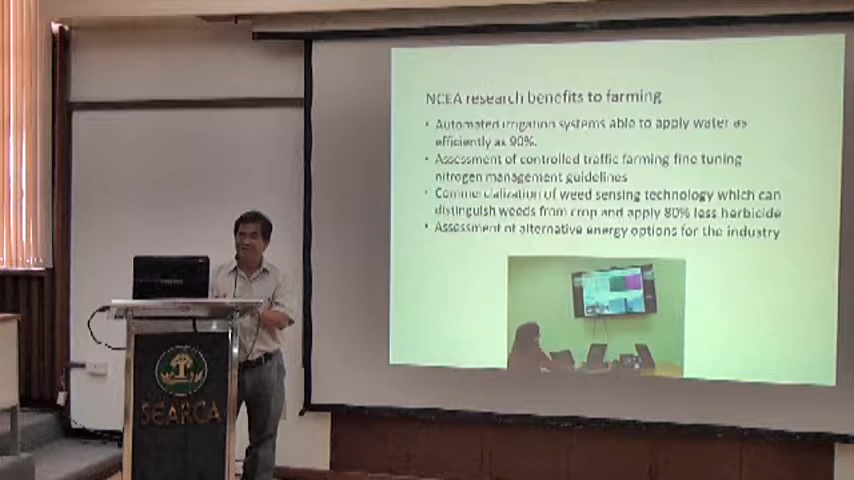 NCEA research benefits to farming
• Automated irrigation systems able to apply water as
efficiently as 90%.
• Assessment of controlled traffic farming fine tuning
nitrogen management guidelines
• Commercialization of weed sensing technology which can
distinguish weeds from crop and apply 80% less herbicide
• Assessment of alternative energy options for the industry
SEARCA